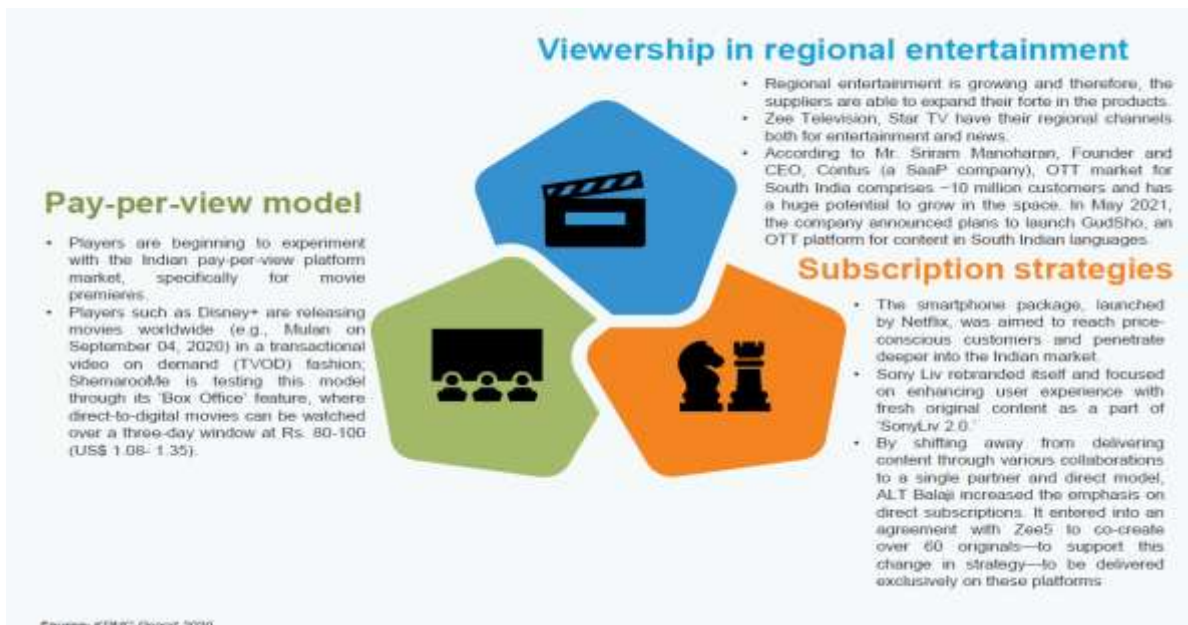 Viewership in regional entertainment
• Regional entertainment is growing and therefore, the
suppliers are able to expand their forte in the products.
• Zee Television, Star TV have their regional channels
both for entertainment and news.
• According to Mr. Sriram Manoharan, Founder and
CEO, Contus (a SaaP company), OTT market for
South India comprises ~10 million customers and has
a huge potential to grow in the space. In May 2021,
the company announced plans to launch GudSho, an
OTT platform for content in South Indian languages.
Pay-per-view model
• Players are beginning to experiment
with the Indian pay-per-view platform
market, specifically for movie
premieres.
• Players such as Disney+ are releasing
movies worldwide (e.g., Mulan on
September 04, 2020) in a transactional
video on demand (TVOD) fashion;
ShemarooMe is testing this model
through its 'Box Office' feature, where
direct-to-digital movies can be watched
over a three-day window at Rs. 80-100
(US$ 1.08- 1.35).
Subscription strategies
• The smartphone package, launched
by Netflix, was aimed to reach price-
conscious customers and penetrate
deeper into the Indian market.
• Sony Liv rebranded itself and focused
on enhancing user experience with
fresh original content as a part of
'SonyLiv 2.0.'
• By shifting away from delivering
content through various collaborations
to a single partner and direct model,
ALT Balaji increased the emphasis on
direct subscriptions. It entered into an
agreement with Zee5 to co-create
over 60 originals—to support this
change in strategy—to be delivered
exclusively on these platforms
KPMG Report 2020